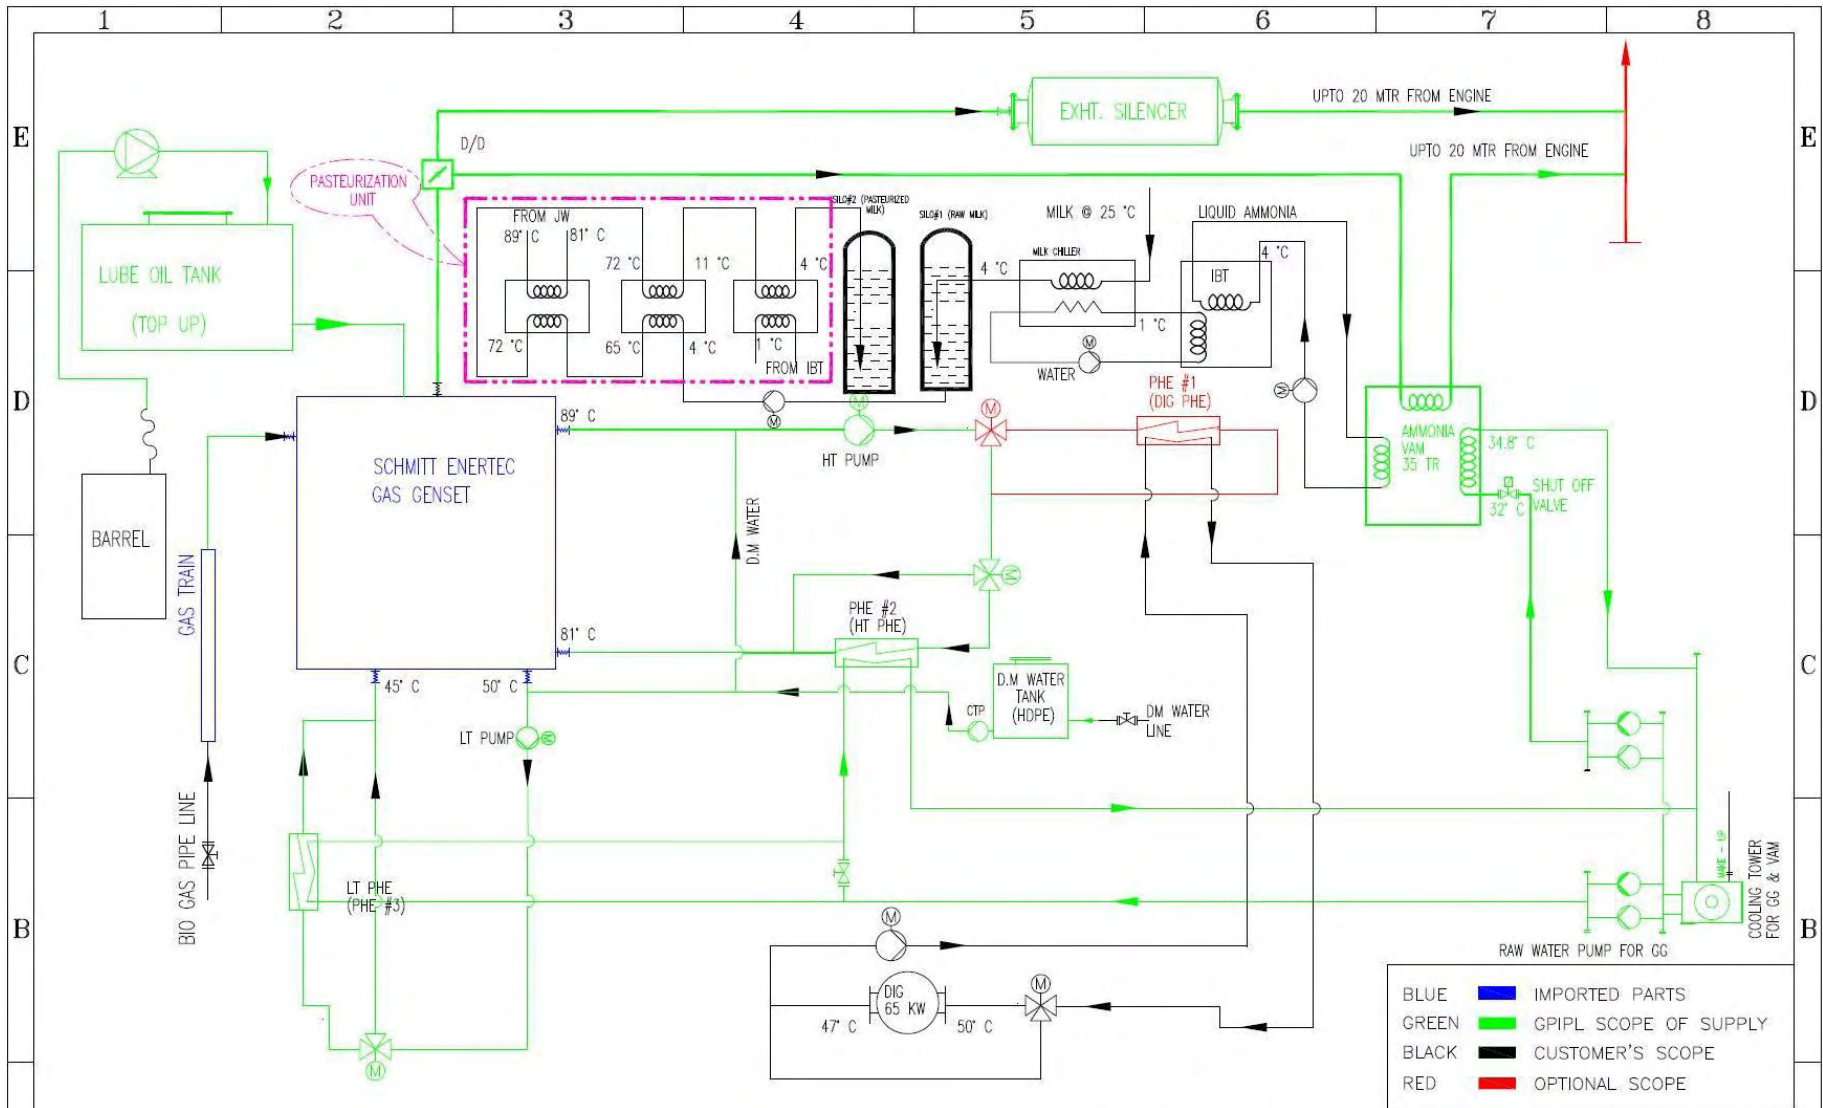 1 2 3 4 5 6 7 8
E
E
D
D
C
C
B
B
UPTO 20 MTR FROM ENGINE
EXHT. SILENCER
UPTO 20 MTR FROM ENGINE
D/D
PASTEURIZATION
UNIT
FROM JW
89° C
81° C
72 °C
11 °C
4 °C
72 °C
65 °C
4 °C
1 °C
FROM IBT
SILO#2 (PASTEURIZED
MILK)
SILO#1 (RAW MILK)
MILK @ 25 °C
MILK CHILLER
4 °C
1 °C
WATER
M
LIQUID AMMONIA
IBT
4 °C
M
M
LUBE OIL TANK
(TOP UP)
BARREL
GAS TRAIN
BIO GAS PIPE LINE
SCHMITT ENERTEC
GAS GENSET
89° C
81° C
45° C
50° C
M
HT PUMP
M
PHE #1
(DIG PHE)
AMMONIA
VAM
35 TR
34.8° C
32° C
SHUT OFF
VALVE
D.M WATER
M
PHE #2
(HT PHE)
D.M WATER
TANK
(HDPE)
CTP
DM WATER
LINE
LT PUMP
M
LT PHE
(PHE #3)
M
M
DIG
65 KW
47° C
50° C
M
MAKE - UP
COOLING TOWER
FOR GG & VAM
RAW WATER PUMP FOR GG
BLUE IMPORTED PARTS
GREEN GPIPL SCOPE OF SUPPLY
BLACK CUSTOMER'S SCOPE
RED OPTIONAL SCOPE